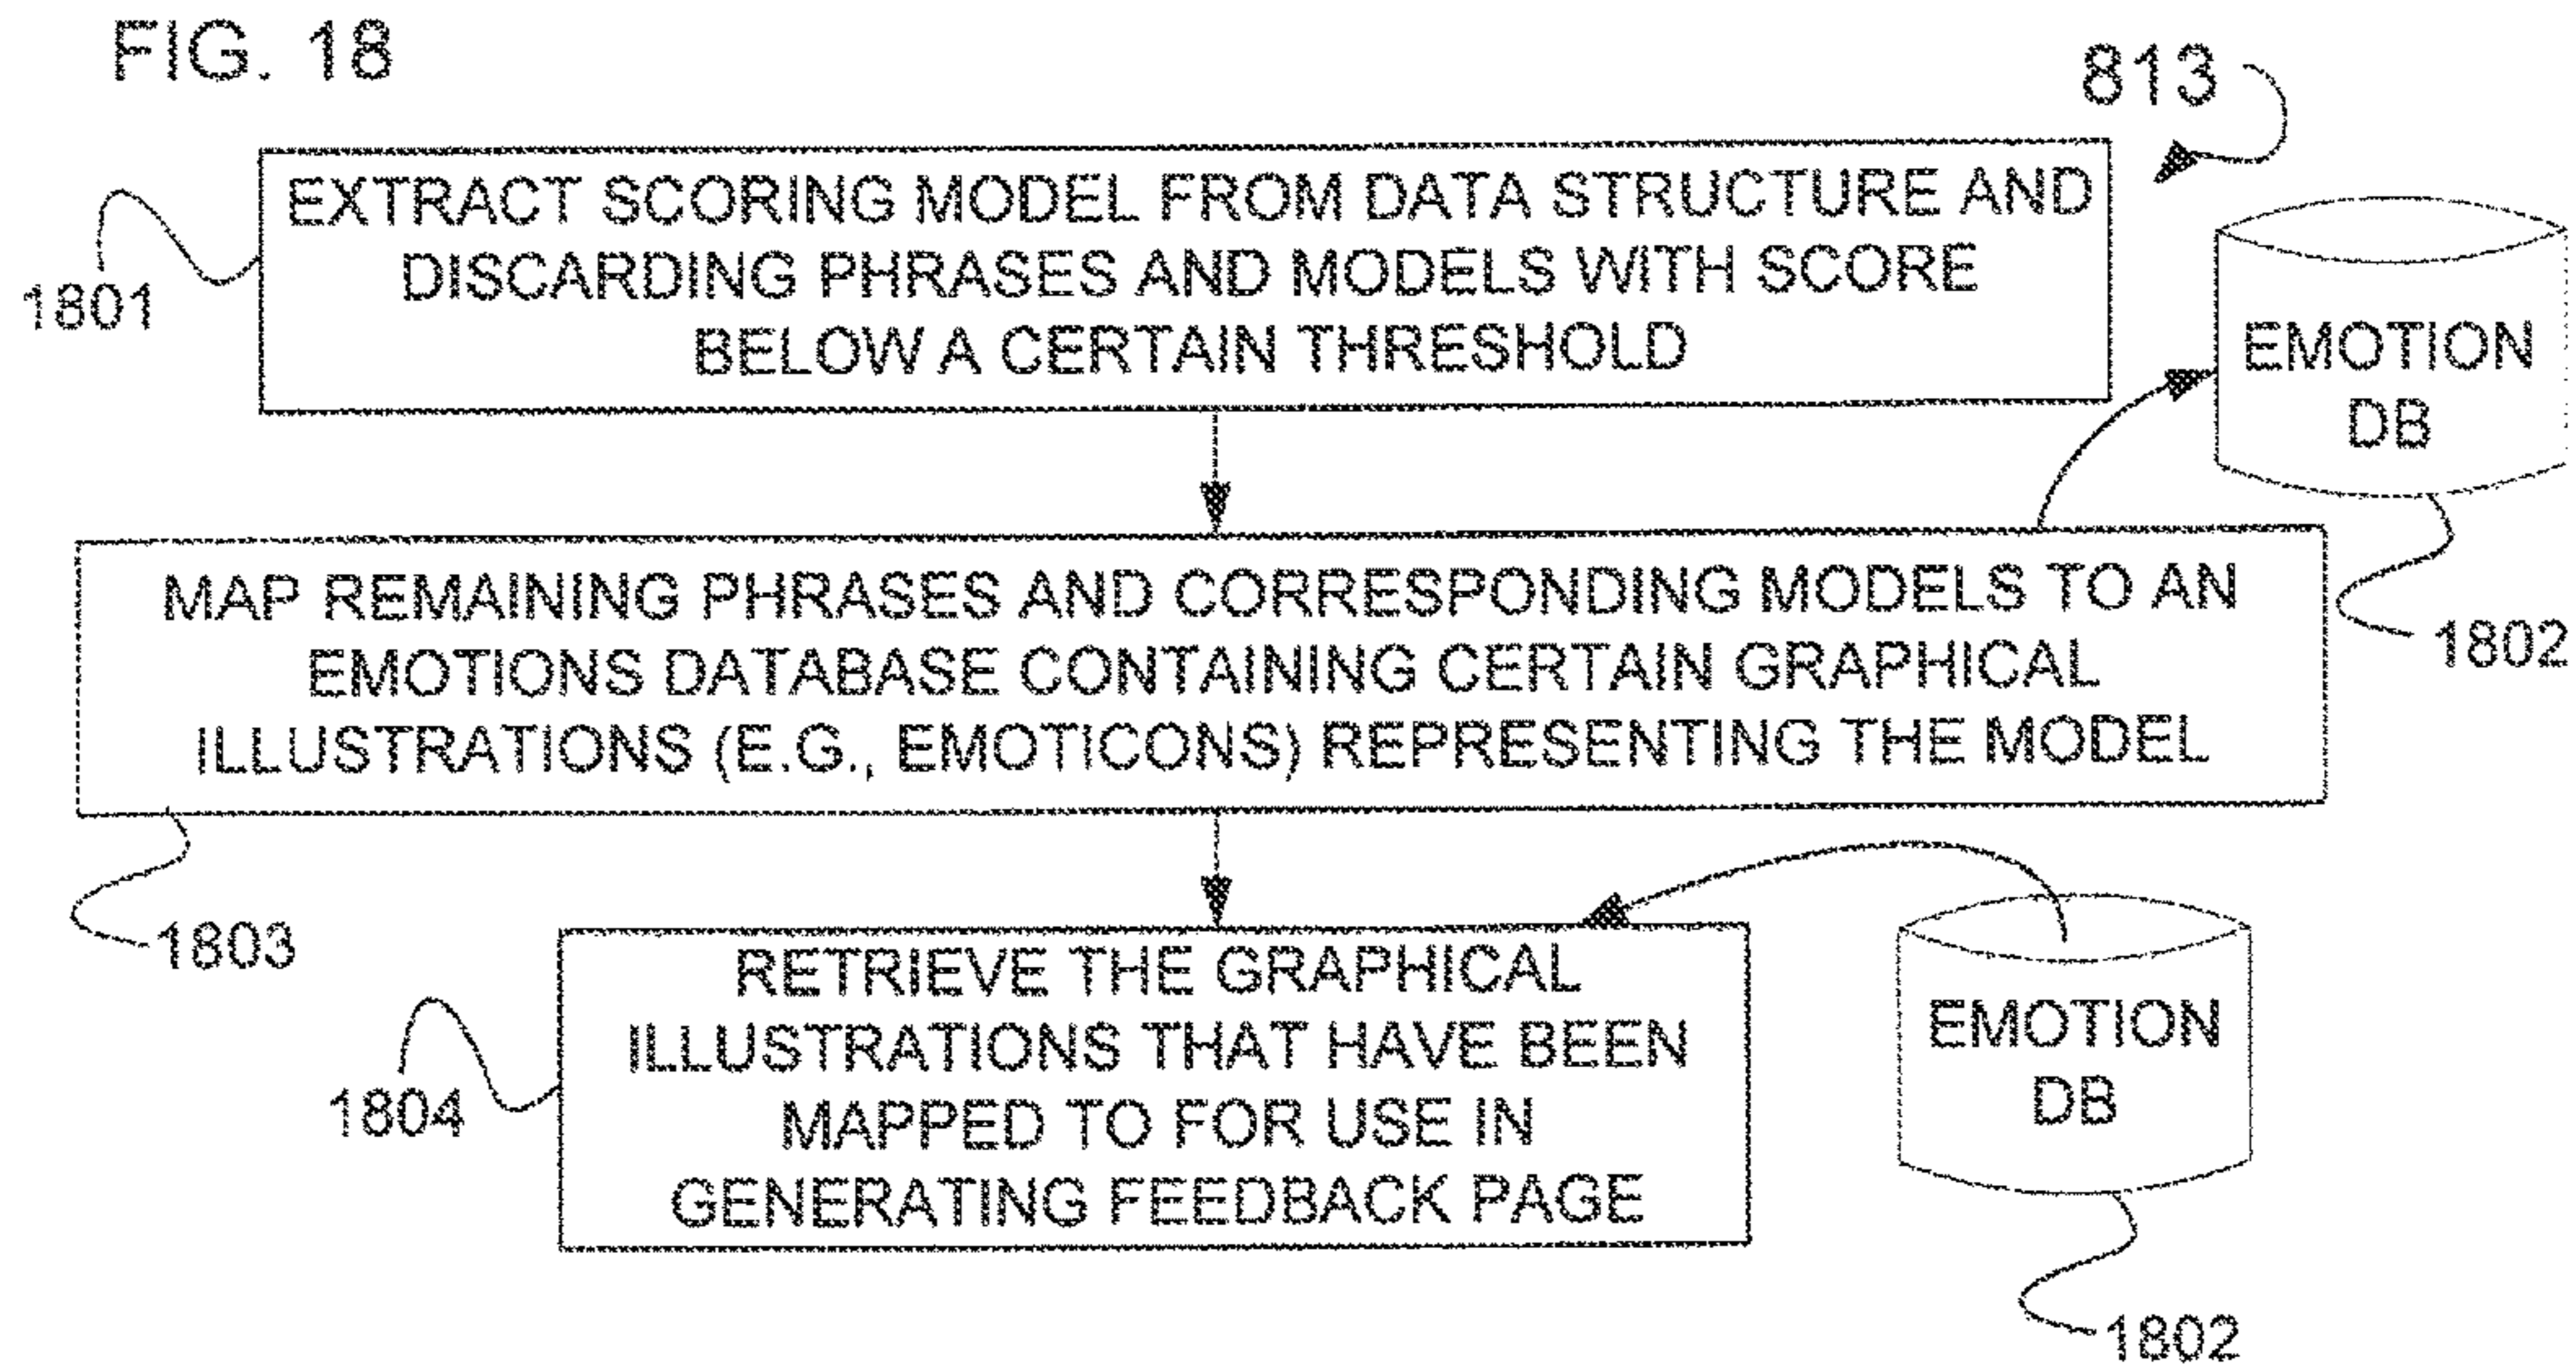 FIG. 18
813
EXTRACT SCORING MODEL FROM DATA STRUCTURE AND
DISCARDING PHRASES AND MODELS WITH SCORE
BELOW A CERTAIN THRESHOLD
1801
EMOTION
DB
1802
MAP REMAINING PHRASES AND CORRESPONDING MODELS TO AN
EMOTIONS DATABASE CONTAINING CERTAIN GRAPHICAL
ILLUSTRATIONS (E.G., EMOTICONS) REPRESENTING THE MODEL
1803
RETRIEVE THE GRAPHICAL
ILLUSTRATIONS THAT HAVE BEEN
MAPPED TO FOR USE IN
GENERATING FEEDBACK PAGE
1804
EMOTION
DB
1802